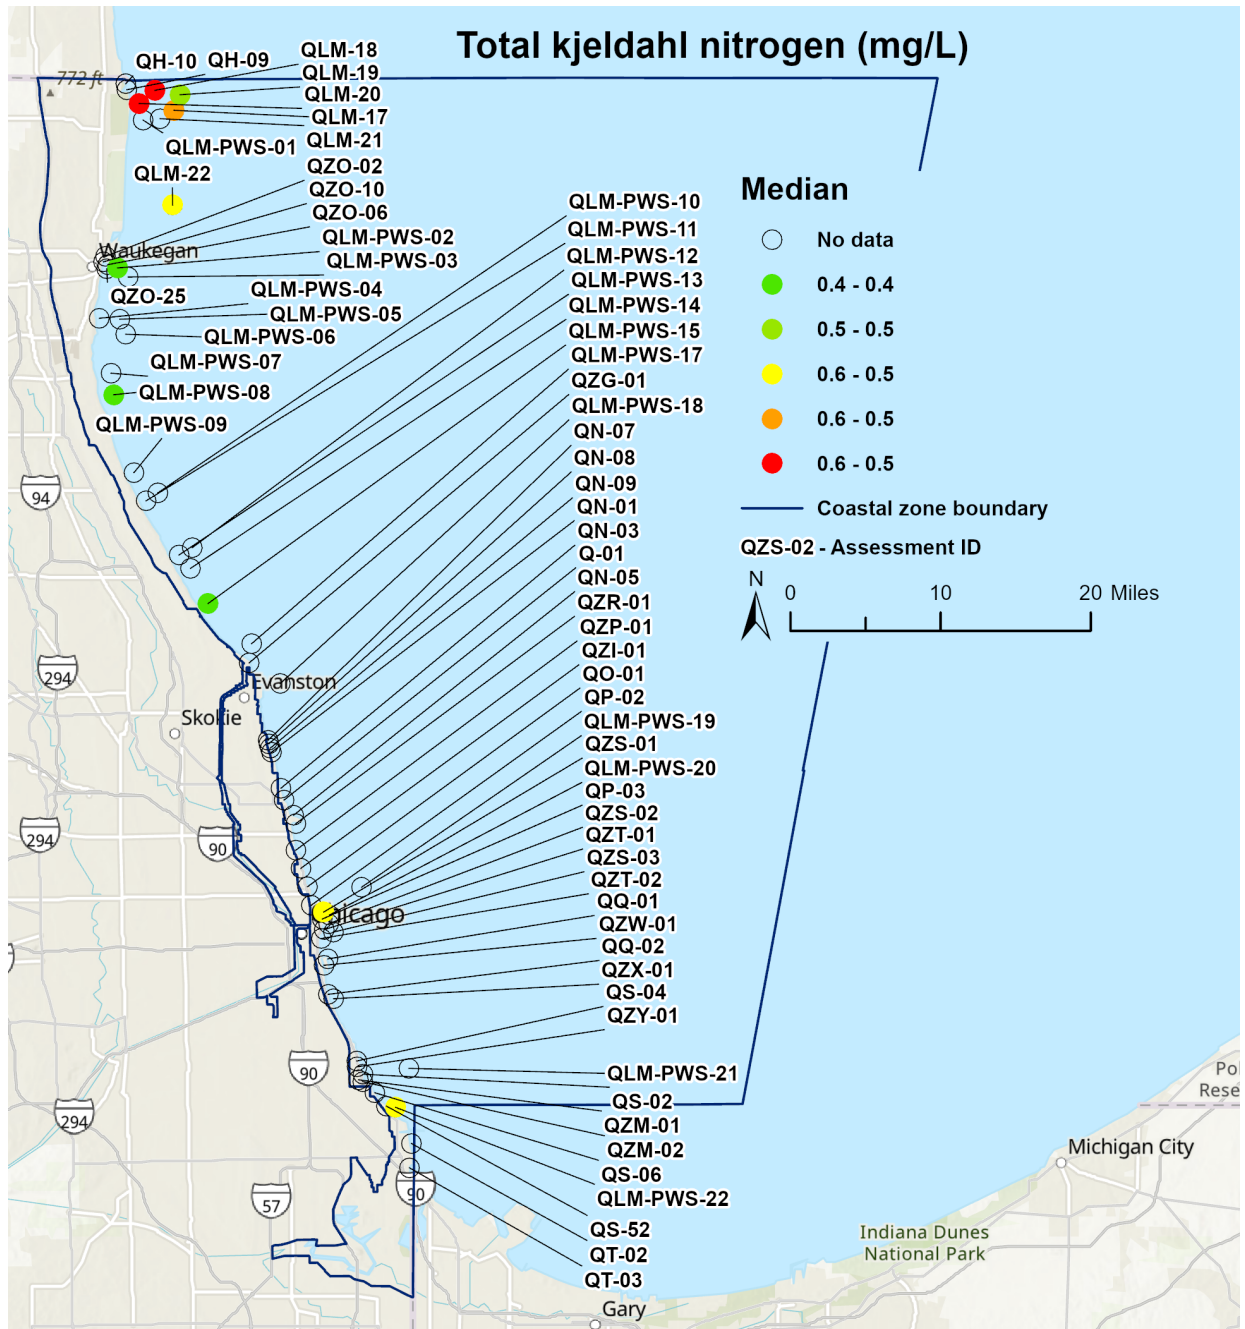 Total kjeldahl nitrogen (mg/L)
772 ft
QH-10
QH-09
QLM-18
QLM-19
QLM-20
QLM-17
QLM-21
QLM-PWS-01
QLM-22
QZO-02
QZO-10
QZO-06
QLM-PWS-02
QLM-PWS-03
Waukegan
QZO-25
QLM-PWS-04
QLM-PWS-05
QLM-PWS-06
QLM-PWS-07
QLM-PWS-08
QLM-PWS-09
QLM-PWS-10
QLM-PWS-11
QLM-PWS-12
QLM-PWS-13
QLM-PWS-14
QLM-PWS-15
QLM-PWS-17
QZG-01
QLM-PWS-18
QN-07
QN-08
QN-09
QN-01
QN-03
Q-01
QN-05
QZR-01
QZP-01
QZI-01
QO-01
QP-02
QLM-PWS-19
QZS-01
QLM-PWS-20
QP-03
QZS-02
QZT-01
QZS-03
QZT-02
QQ-01
QZW-01
QQ-02
QZX-01
QS-04
QZY-01
QLM-PWS-21
QS-02
QZM-01
QZM-02
QS-06
QLM-PWS-22
QS-52
QT-02
QT-03
Median
No data
0.4 - 0.4
0.5 - 0.5
0.6 - 0.5
0.6 - 0.5
0.6 - 0.5
Coastal zone boundary
QZS-02 - Assessment ID
N
0 10 20 Miles
94
294
Evanston
Skokie
294
90
Chicago
90
294
57
90
Michigan City
Indiana Dunes
National Park
Gary